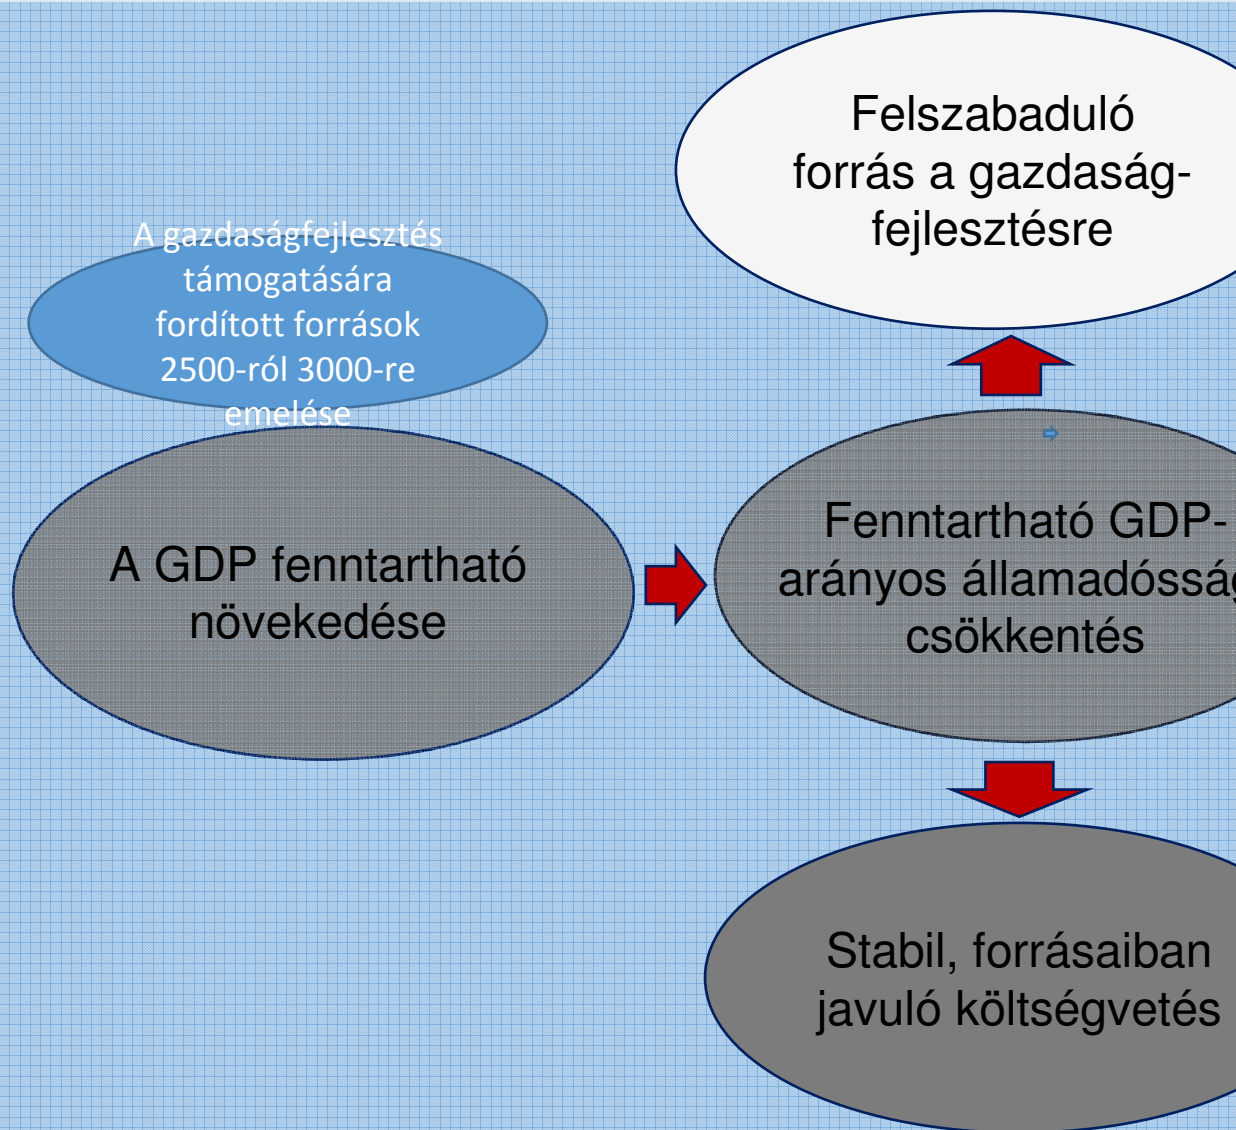 Felszabaduló
forrás a gazdaság-
fejlesztésre
A gazdaságfejlesztés
támogatására
fordított források
2500-ról 3000-re
emelése
A GDP fenntartható
növekedése
Fenntartható GDP-
arányos államadósság
csökkentés
Stabil, forrásaiban
javuló költségvetés